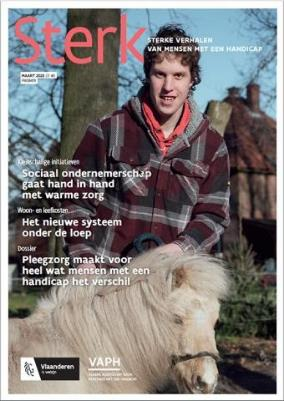 Sterk
STERKE VERHALEN
VAN MENSEN MET EEN HANDICAP
MAART 2020 //
Kleinschalige initiatieven
Sociaal ondernemerschap
gaat hand in hand
met warme zorg
Woon- en leefkosten
Het nieuwe systeem
onder de loep
Dossier
Pleegzorg maakt voor
heel wat mensen met een
handicap het verschil
Vlaanderen
VAPH